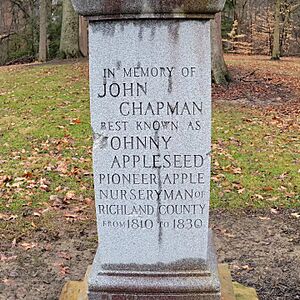 IN MEMORY OF
JOHN
CHAPMAN
BEST KNOWN AS
JOHNNY
APPLESEED
PIONEER APPLE
NURSERYMAN OF
RICHLAND COUNTY
FROM 1810 TO 1830